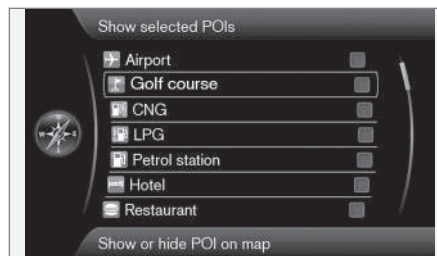 Show selected POIs
Airport
Golf course
CNG
LPG
Petrol station
Hotel
Restaurant
Show or hide POI on map